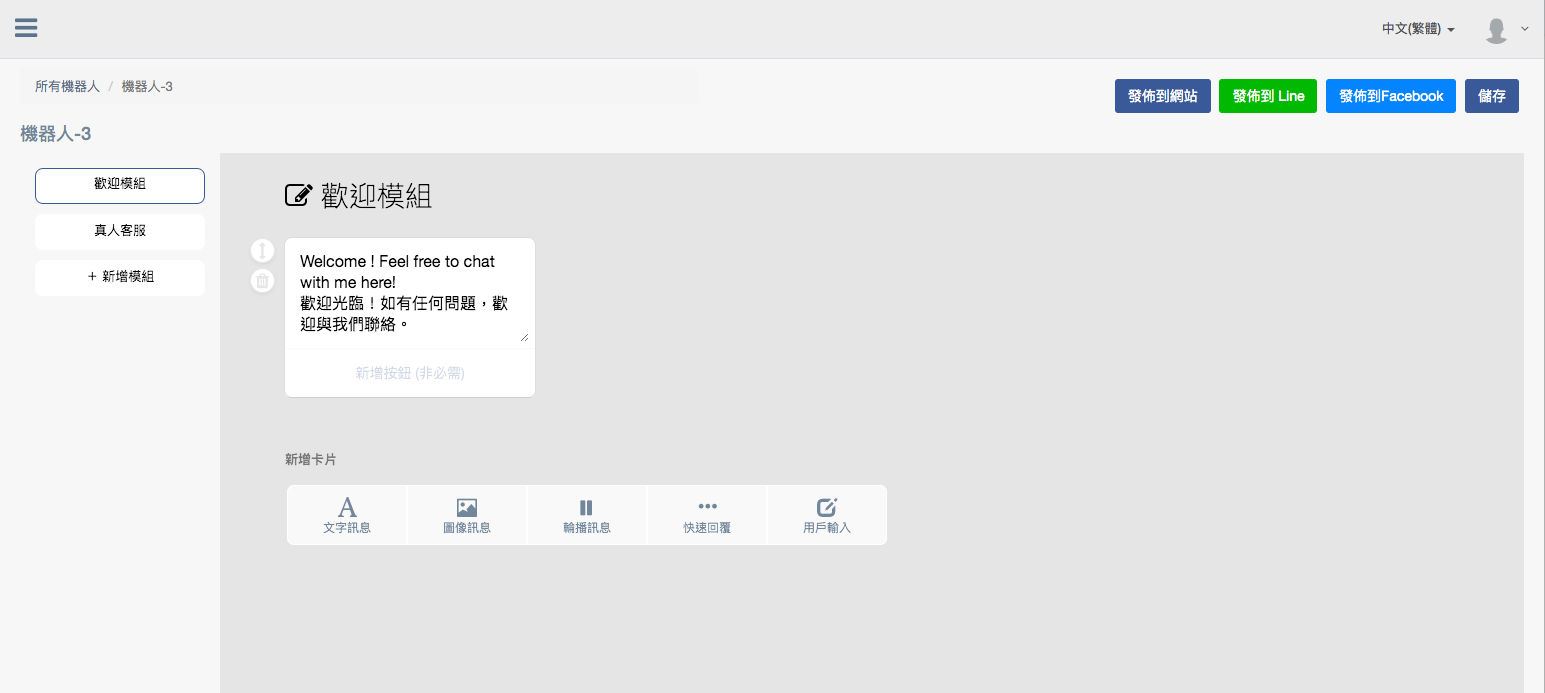 中文(繁體)
所有機器人 / 機器人-3
發佈到網站
發佈到 Line
發佈到Facebook
儲存
機器人-3
歡迎模組
真人客服
+ 新增模組
歡迎模組
Welcome ! Feel free to chat
with me here!
歡迎光臨！如有任何問題，歡
迎與我們聯絡。
新增按鈕 (非必需)
新增卡片
文字訊息
圖像訊息
輪播訊息
快速回覆
用戶輸入